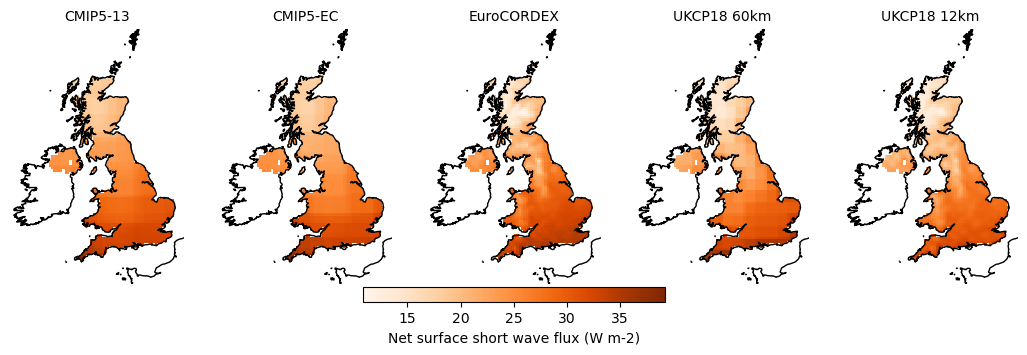 CMIP5-13 CMIP5-EC EuroCORDEX UKCP18 60km UKCP18 12km
15 20 25 30 35
Net surface short wave flux (W m-2)